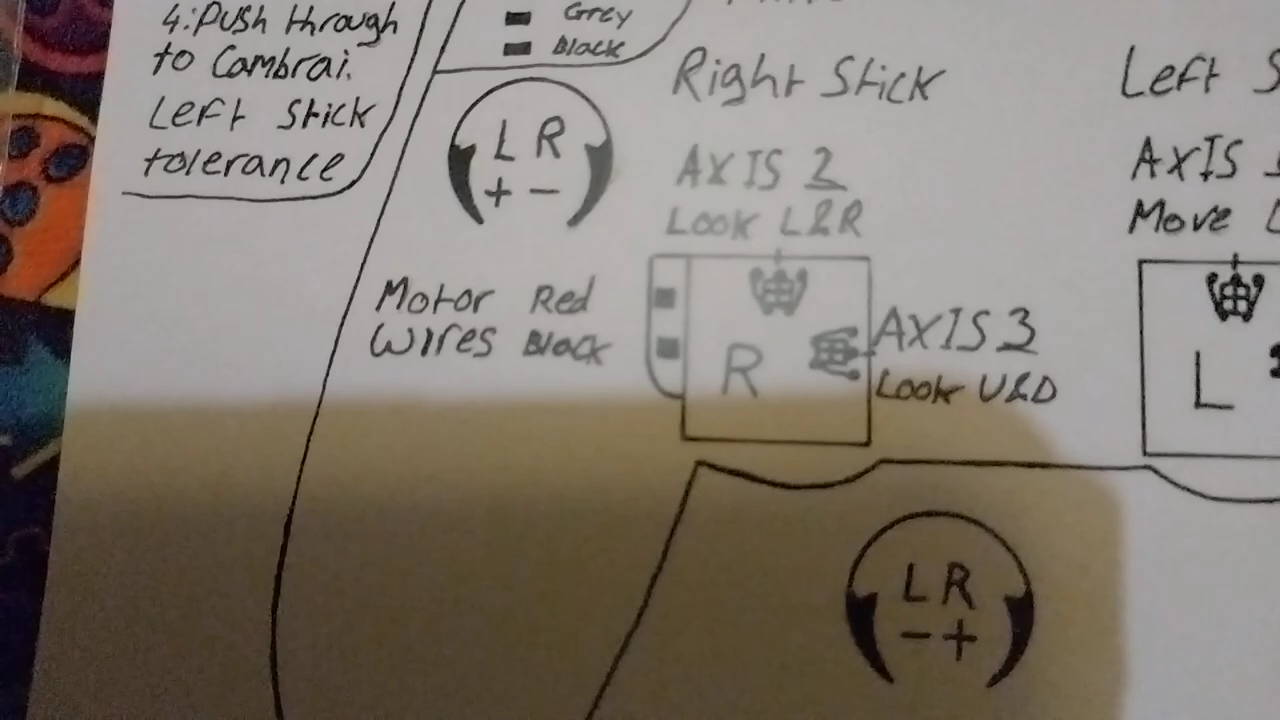 4: Push through
to Cambrai.
Left Stick
tolerance
Grey
Black
L R
+ -
Right Stick
AXIS 2
Look L&R
Motor Red
Wires Black
R
AXIS 3
Look U&D
Left S
AXIS
Move L
L
L R
- +